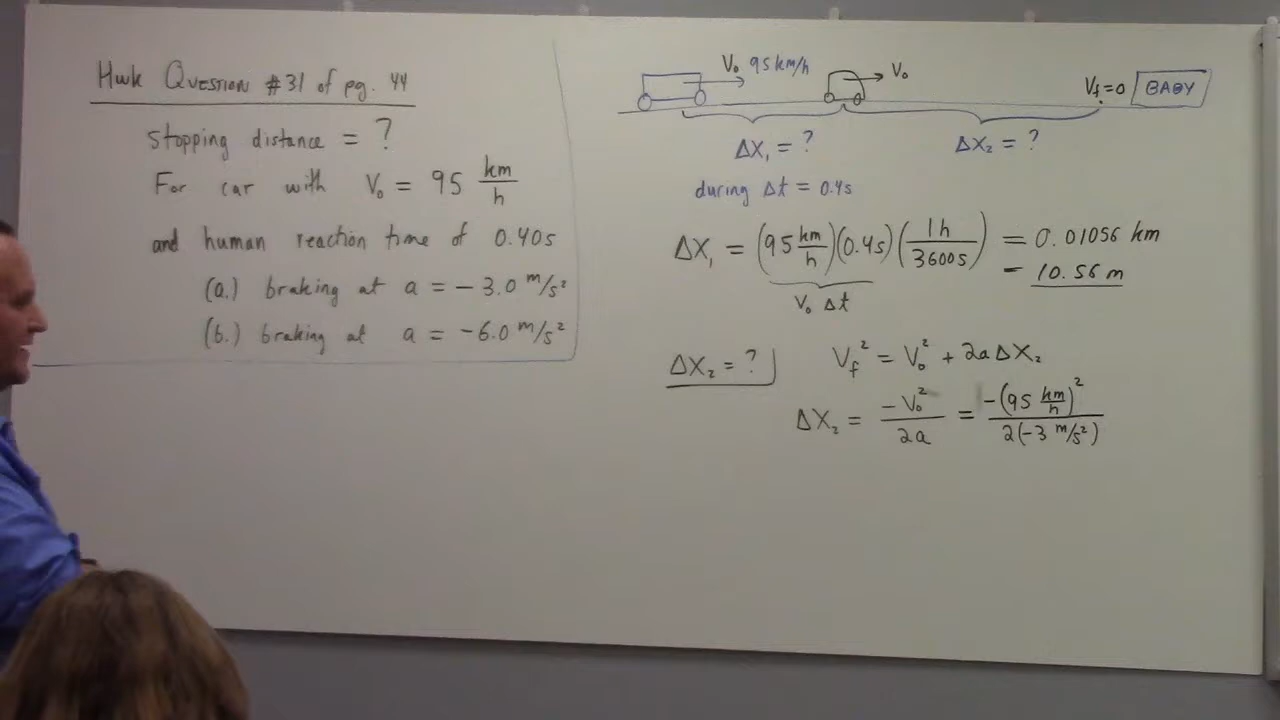 Hwk Question #31 of pg. 44
Stopping distance = ?
For car with V₀ = 95 km/h
and human reaction time of 0.40s
(a.) braking at a = -3.0 m/s²
(b.) braking at a = -6.0 m/s²
V₀ 95 km/h
V₀
V_f = 0 BABY
ΔX₁ = ?
ΔX₂ = ?
during Δt = 0.4s
ΔX₁ = (95 km/h)(0.4s)(1h/3600s) = 0.01056 km
= 10.56 m
V₀ Δt
ΔX₂ = ?
V_f² = V₀² + 2aΔX₂
ΔX₂ = -V₀²/2a = -(95 km/h)²/2(-3 m/s²)